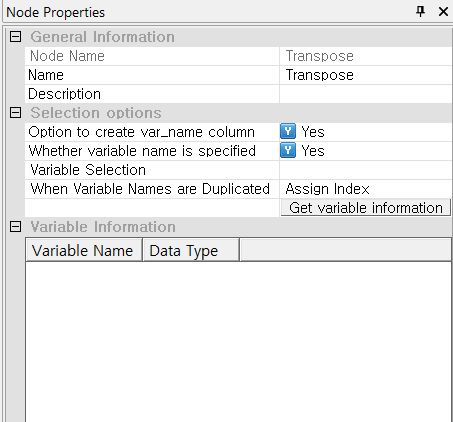 Node Properties
General Information
Node Name Transpose
Name Transpose
Description
Selection options
Option to create var_name column Y Yes
Whether variable name is specified Y Yes
Variable Selection
When Variable Names are Duplicated Assign Index
Get variable information
Variable Information
Variable Name Data Type